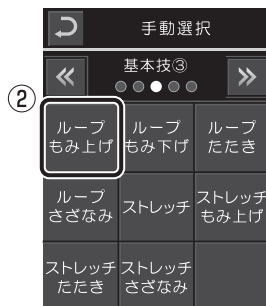 手動選択
基本技③
②
ループ
もみ上げ
ループ
もみ下げ
ループ
たたき
ループ
さざなみ
ストレッチ
ストレッチ
もみ上げ
ストレッチ
たたき
ストレッチ
さざなみ